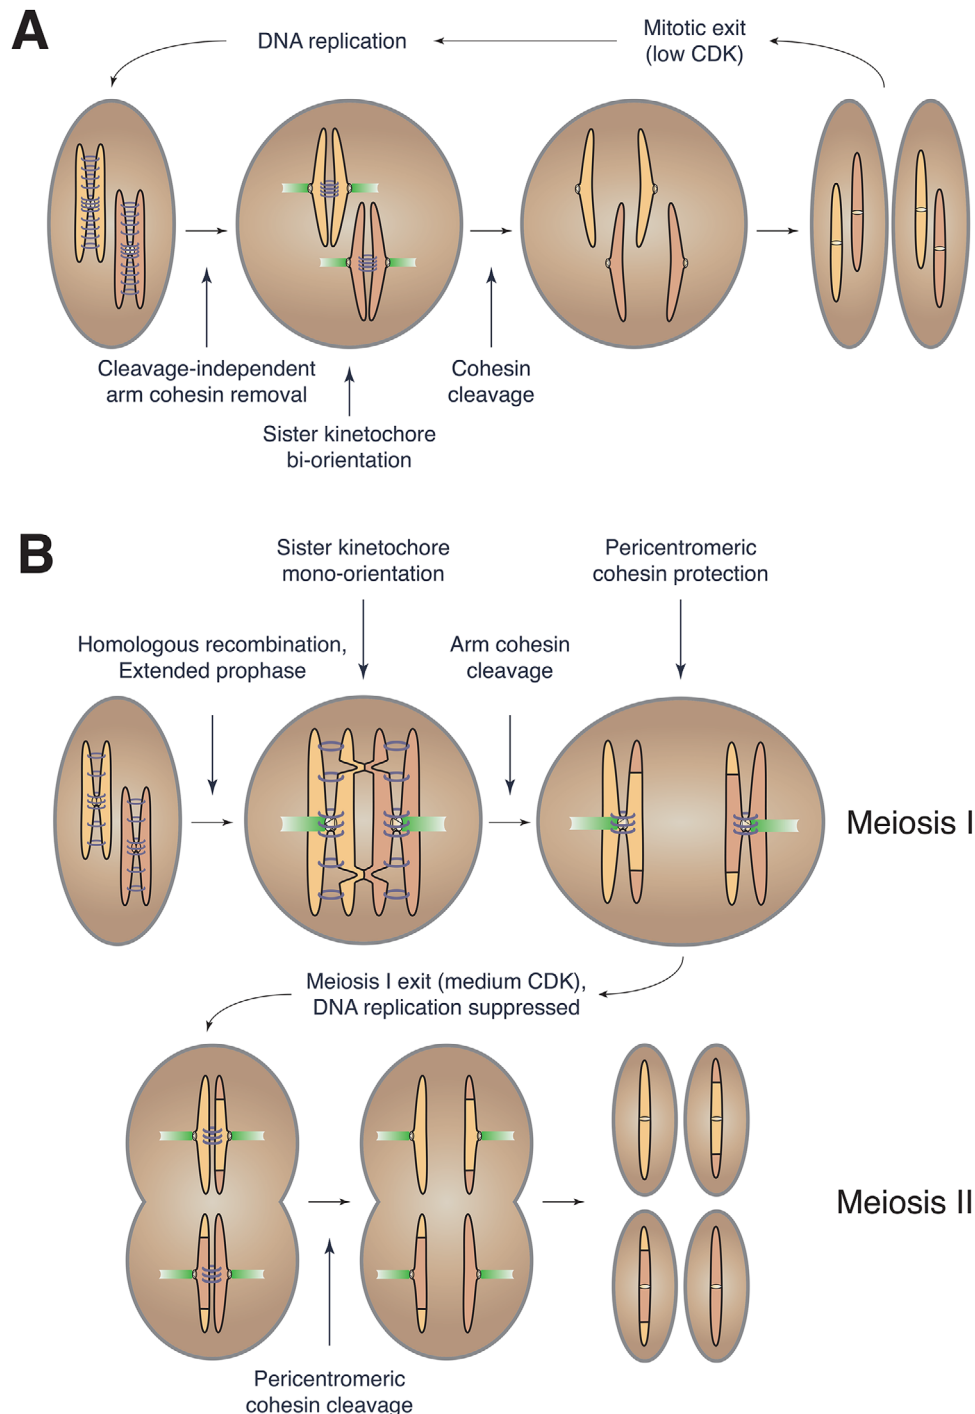 A
DNA replication
Mitotic exit
(low CDK)
Cleavage-independent
arm cohesin removal
Cohesin
cleavage
Sister kinetochore
bi-orientation
B
Sister kinetochore
mono-orientation
Pericentromeric
cohesin protection
Homologous recombination,
Extended prophase
Arm cohesin
cleavage
Meiosis I
Meiosis I exit (medium CDK),
DNA replication suppressed
Meiosis II
Pericentromeric
cohesin cleavage